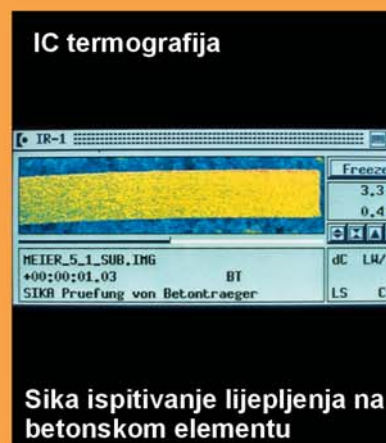 IC termografija
IR-1
Freeze
3.3
0.4
MEIER_5_1_SUB.IMG
+00:00:01.03 BT
SIKA Pruefung von Betontraeger
dC LW/
LS C
Sika ispitivanje lijepljenja na
betonskom elementu